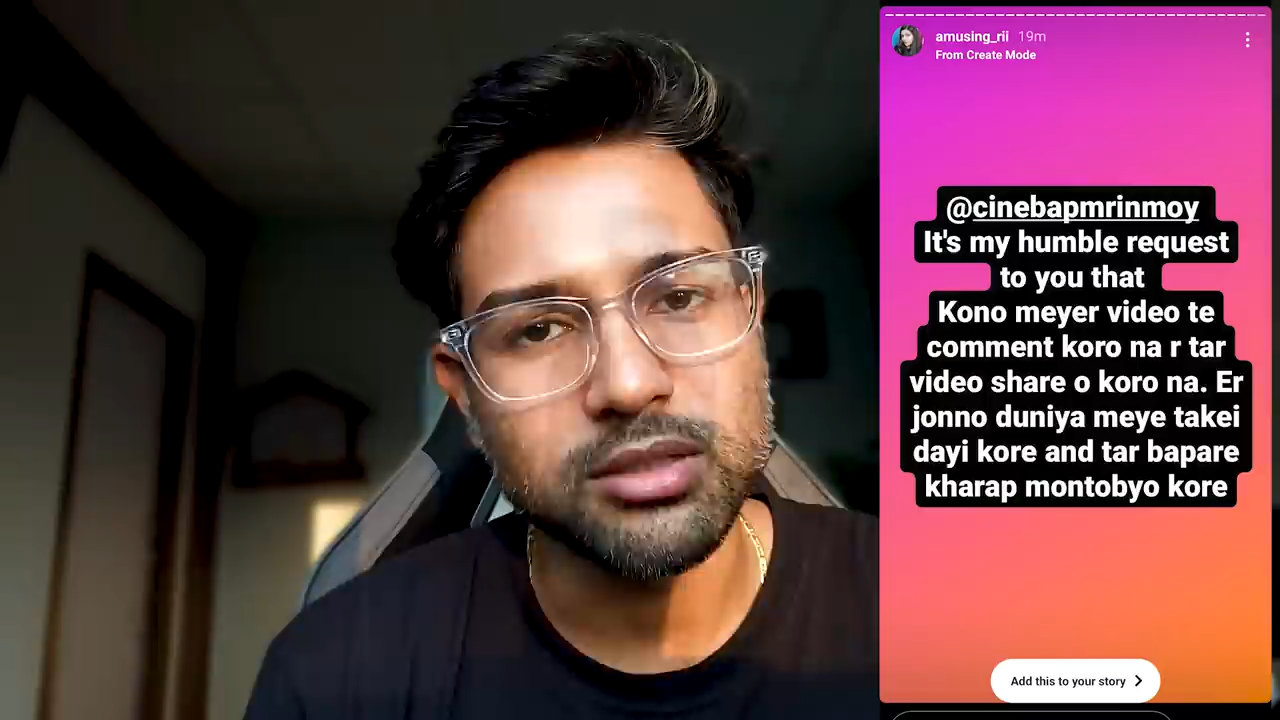 amusing_rii 19m
From Create Mode
@cinebapmrinmoy
It's my humble request
to you that
Kono meyer video te
comment koro na r tar
video share o koro na. Er
jonno duniya meye takei
dayi kore and tar bapare
kharap montobyo kore
Add this to your story